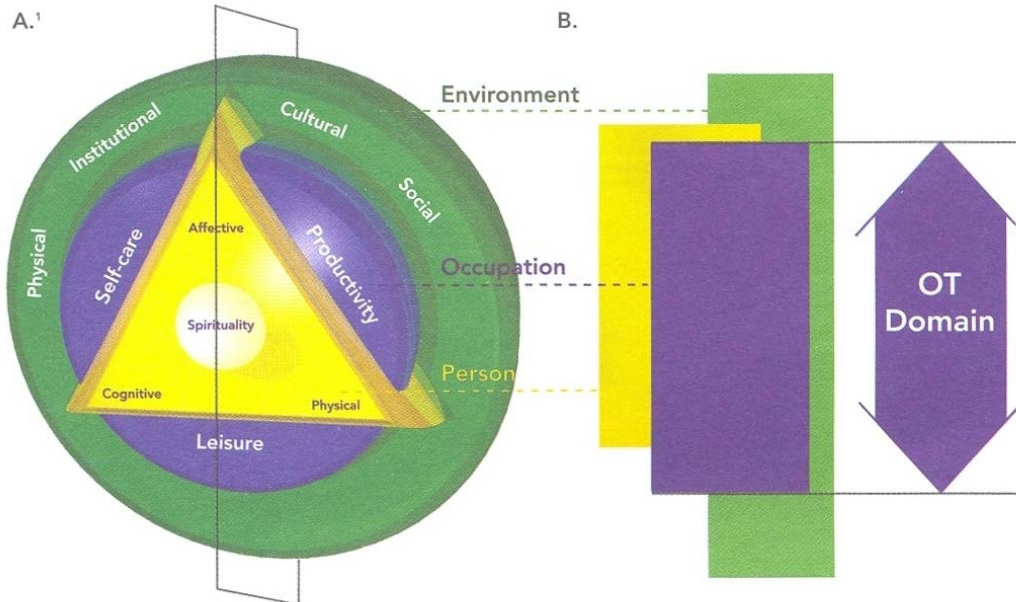 A.¹
B.
Environment
Occupation
Person
Institutional
Cultural
Physical
Social
Self-care
Affective
Productivity
Spirituality
Cognitive
Physical
Leisure
OT
Domain